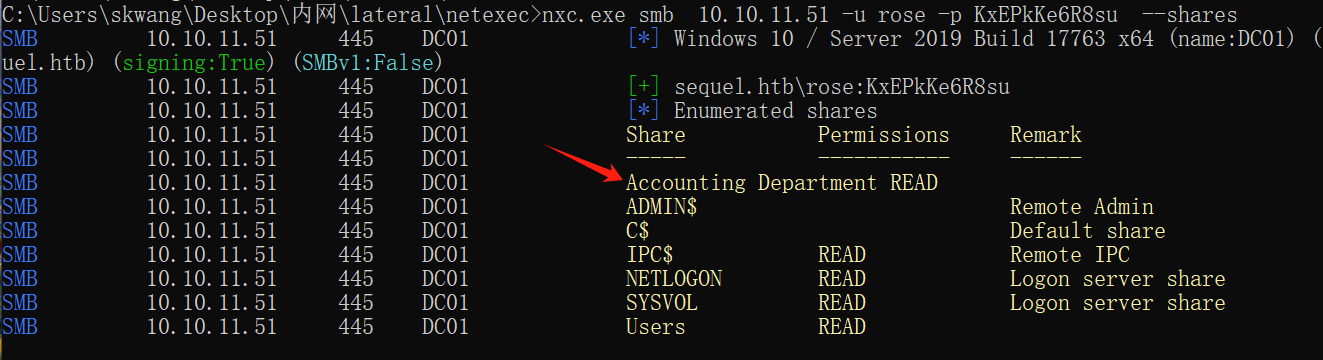 C:\Users\skwang\Desktop\内网\lateral\netexec>nxc.exe smb  10.10.11.51 -u rose -p KxEPkKe6R8su  --shares
SMB         10.10.11.51     445    DC01             [*] Windows 10 / Server 2019 Build 17763 x64 (name:DC01) (
uel.htb) (signing:True) (SMBv1:False)
SMB         10.10.11.51     445    DC01             [+] sequel.htb\rose:KxEPkKe6R8su
SMB         10.10.11.51     445    DC01             [*] Enumerated shares
SMB         10.10.11.51     445    DC01             Share           Permissions     Remark
SMB         10.10.11.51     445    DC01             -----           -----------     ------
SMB         10.10.11.51     445    DC01             Accounting Department READ
SMB         10.10.11.51     445    DC01             ADMIN$                          Remote Admin
SMB         10.10.11.51     445    DC01             C$                              Default share
SMB         10.10.11.51     445    DC01             IPC$            READ            Remote IPC
SMB         10.10.11.51     445    DC01             NETLOGON        READ            Logon server share
SMB         10.10.11.51     445    DC01             SYSVOL          READ            Logon server share
SMB         10.10.11.51     445    DC01             Users           READ